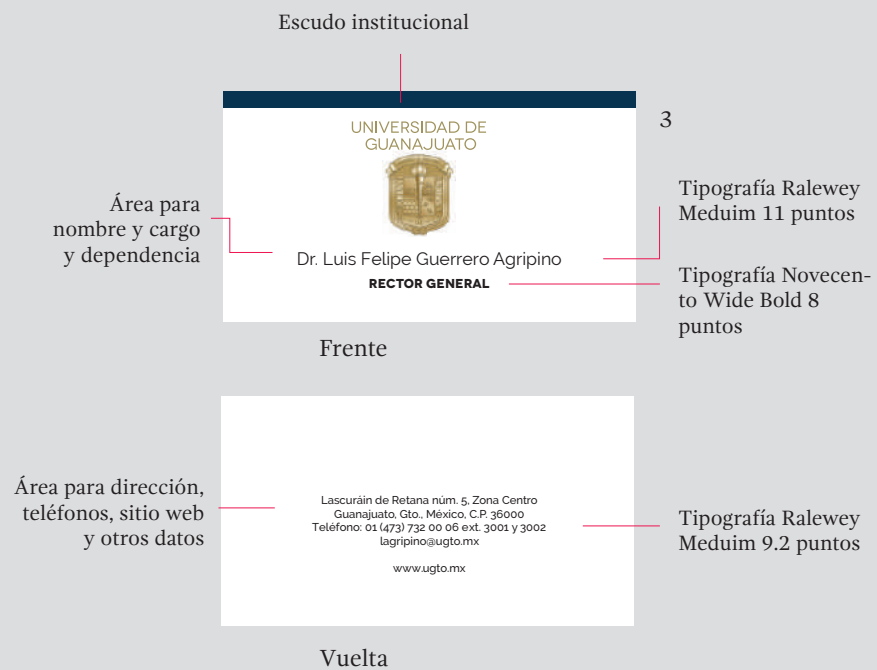 Escudo institucional
UNIVERSIDAD DE
GUANAJUATO
3
Área para
nombre y cargo
y dependencia
Dr. Luis Felipe Guerrero Agripino
RECTOR GENERAL
Tipografía Ralewey
Meduim 11 puntos
Tipografía Novecen-
to Wide Bold 8
puntos
Frente
Área para dirección,
teléfonos, sitio web
y otros datos
Lascuráin de Retana núm. 5, Zona Centro
Guanajuato, Gto., México, C.P. 36000
Teléfono: 01 (473) 732 00 06 ext. 3001 y 3002
lagripino@ugto.mx
www.ugto.mx
Tipografía Ralewey
Meduim 9.2 puntos
Vuelta